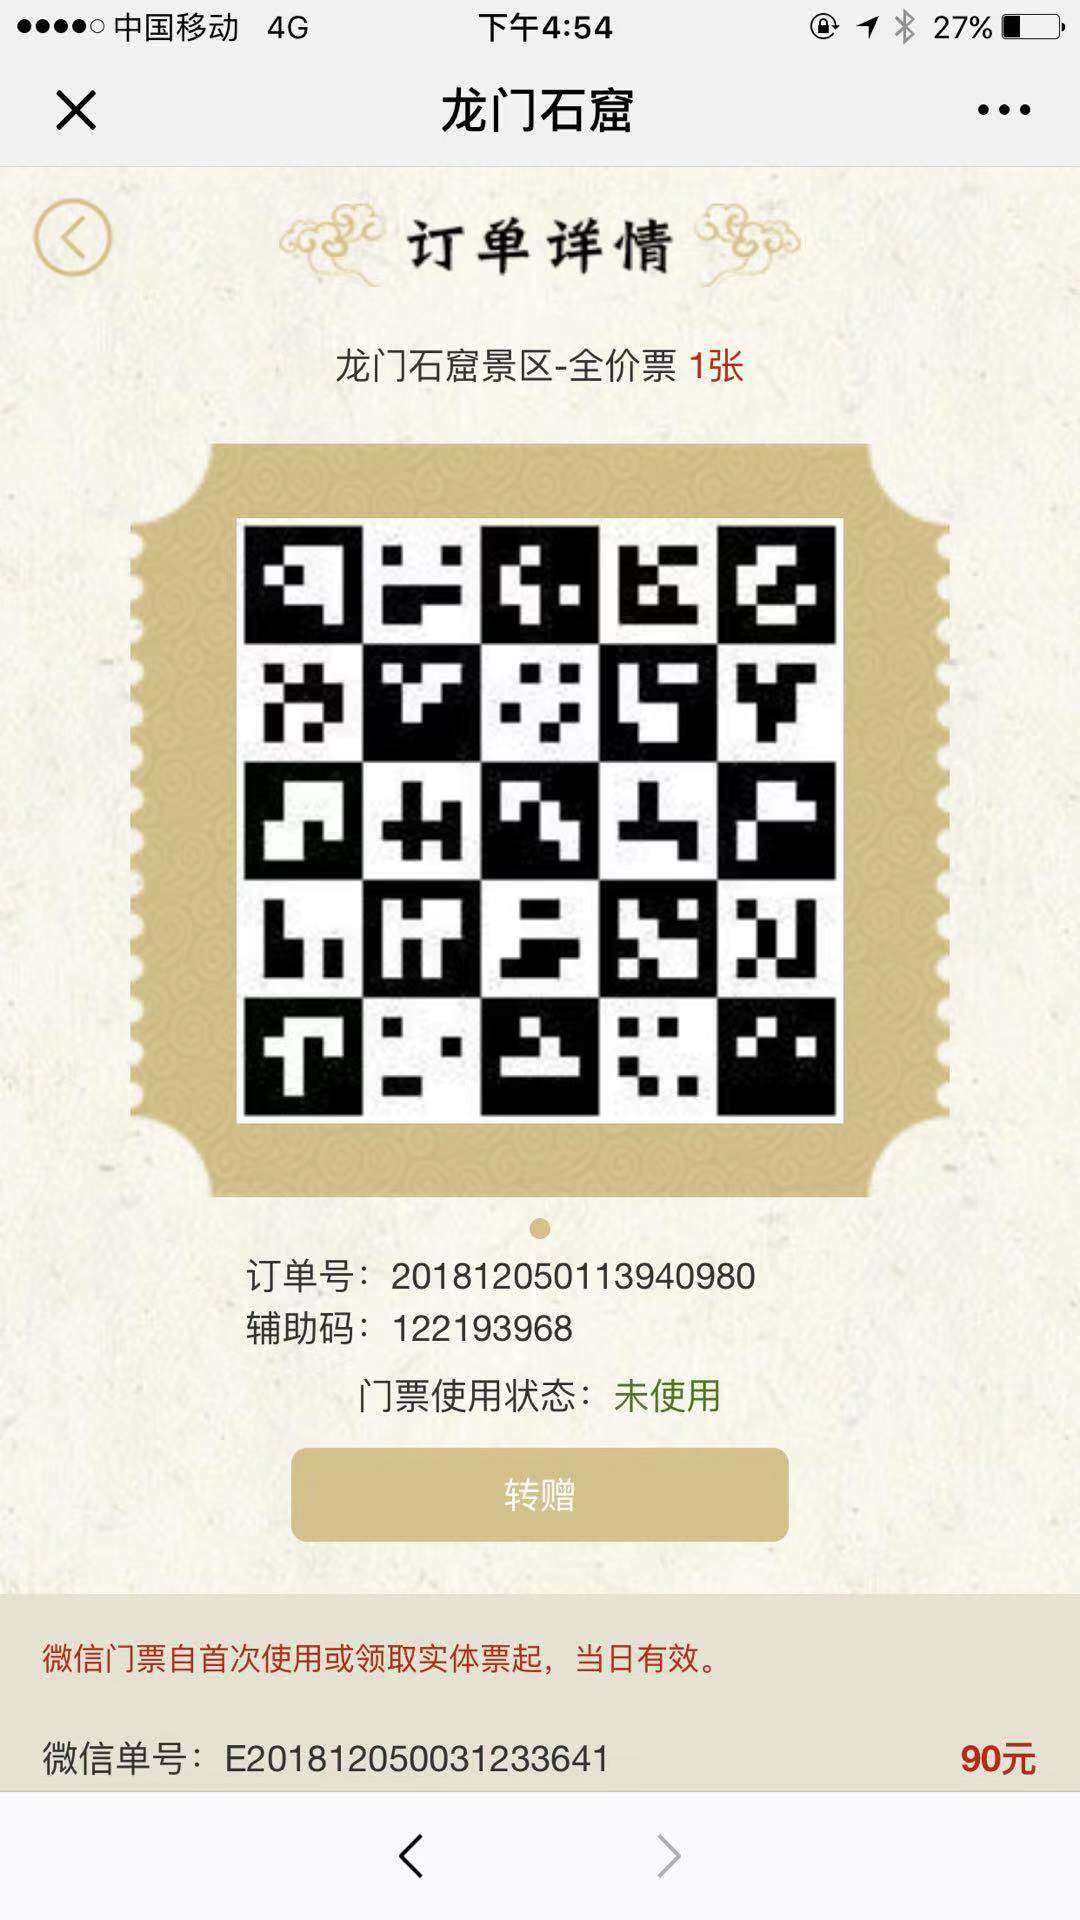 中国移动 4G 下午4:54 27%
龙门石窟
订单详情
龙门石窟景区-全价票 1张
订单号：201812050113940980
辅助码：122193968
门票使用状态：未使用
转赠
微信门票自首次使用或领取实体票起，当日有效。
微信单号：E201812050031233641 90元